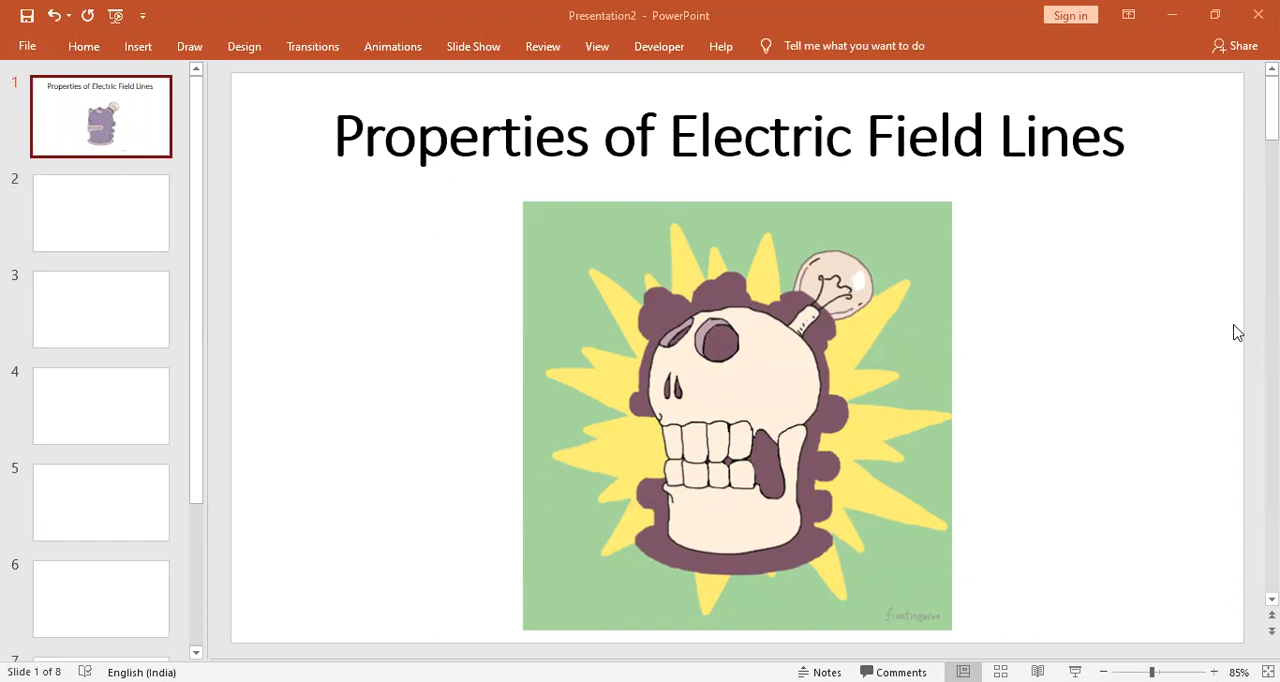 Presentation2 - PowerPoint
Sign in
File Home Insert Draw Design Transitions Animations Slide Show Review View Developer Help Tell me what you want to do Share
1
Properties of Electric Field Lines
2
3
4
5
6
7
Properties of Electric Field Lines
Slide 1 of 8 English (India) Notes Comments 85%